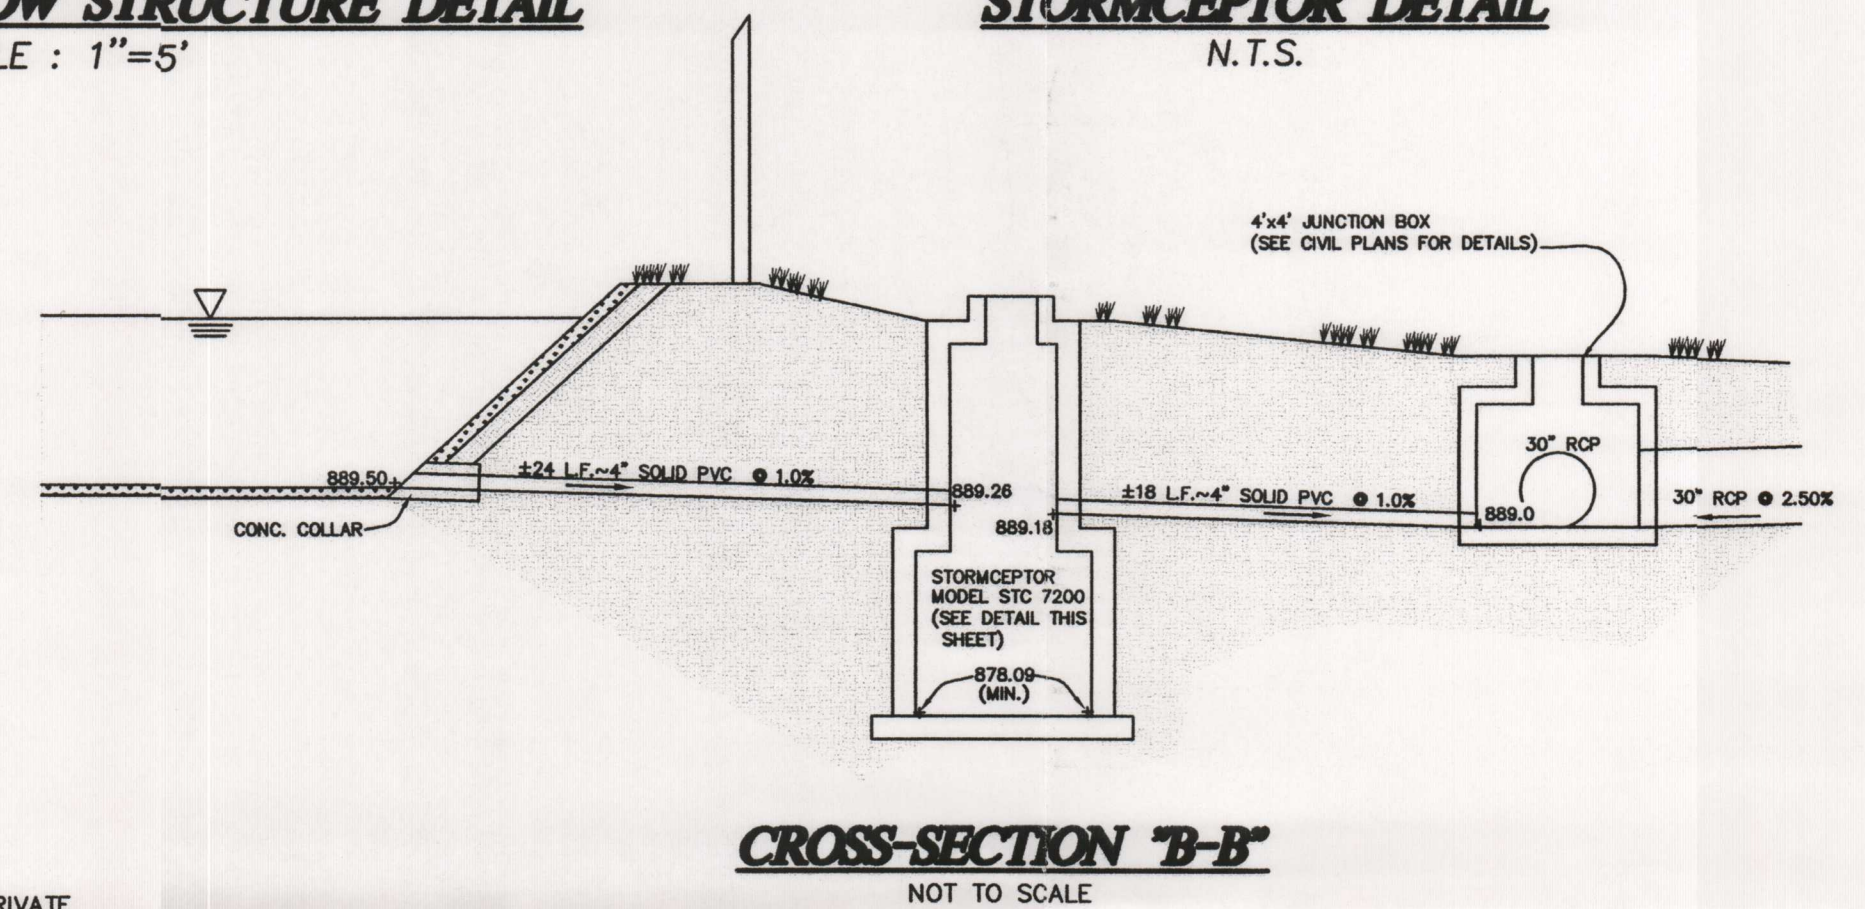 STRUCTURE DETAIL
: 1"=5'
STORMCEPTOR DETAIL
N.T.S.
4'x4' JUNCTION BOX
(SEE CIVIL PLANS FOR DETAILS)
30" RCP
889.50
±24 L.F.~4" SOLID PVC @ 1.0%
889.26
±18 L.F.~4" SOLID PVC @ 1.0%
889.0
30" RCP @ 2.50%
CONC. COLLAR
889.18
STORMCEPTOR
MODEL STC 7200
(SEE DETAIL THIS
SHEET)
878.09
(MIN.)
CROSS-SECTION "B-B"
NOT TO SCALE